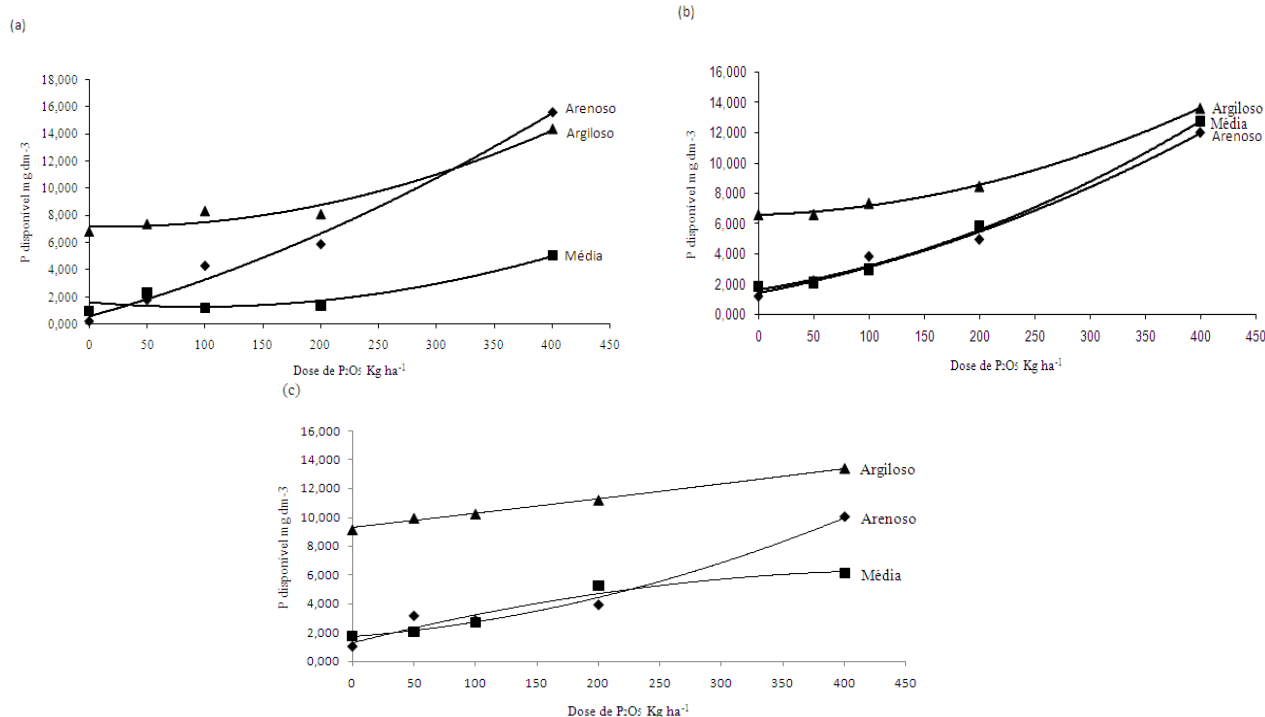 (a)
P disponível mg dm-3
18,000
16,000
14,000
12,000
10,000
8,000
6,000
4,000
2,000
0,000
0 50 100 150 200 250 300 350 400 450
Dose de P2O5 Kg ha-1
Arenoso
Argiloso
Média
(b)
P disponível mg dm-3
16,000
14,000
12,000
10,000
8,000
6,000
4,000
2,000
0,000
0 50 100 150 200 250 300 350 400 450
Dose de P2O5 Kg ha-1
Argiloso
Média
Arenoso
(c)
P disponível mg dm-3
16,000
14,000
12,000
10,000
8,000
6,000
4,000
2,000
0,000
0 50 100 150 200 250 300 350 400 450
Dose de P2O5 Kg ha-1
Argiloso
Arenoso
Média